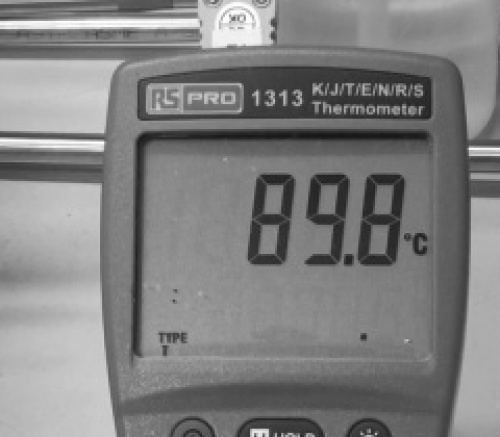 RS PRO 1313 K/J/T/E/N/R/S
Thermometer
89.8 °C
TYPE
T
HOLD